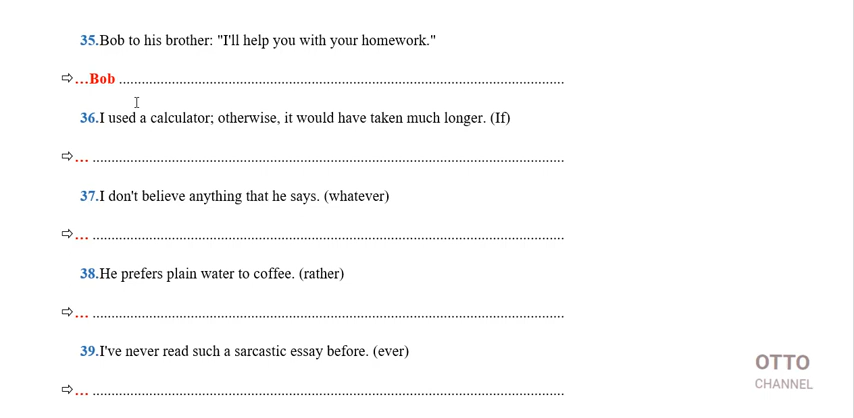 35.Bob to his brother: "I'll help you with your homework."
⇨...Bob ........................................................................................................................
36.I used a calculator; otherwise, it would have taken much longer. (If)
⇨... ...............................................................................................................................
37.I don't believe anything that he says. (whatever)
⇨... ...............................................................................................................................
38.He prefers plain water to coffee. (rather)
⇨... ...............................................................................................................................
39.I've never read such a sarcastic essay before. (ever)
⇨... ...............................................................................................................................
OTTO
CHANNEL